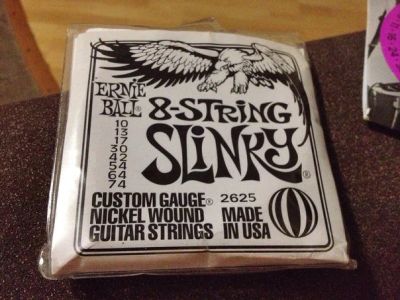 ERNIE
BALL®
8-STRING
SLINKY®
10
13
17
30
42
54
64
74
CUSTOM GAUGE® 2625
NICKEL WOUND MADE
GUITAR STRINGS IN USA